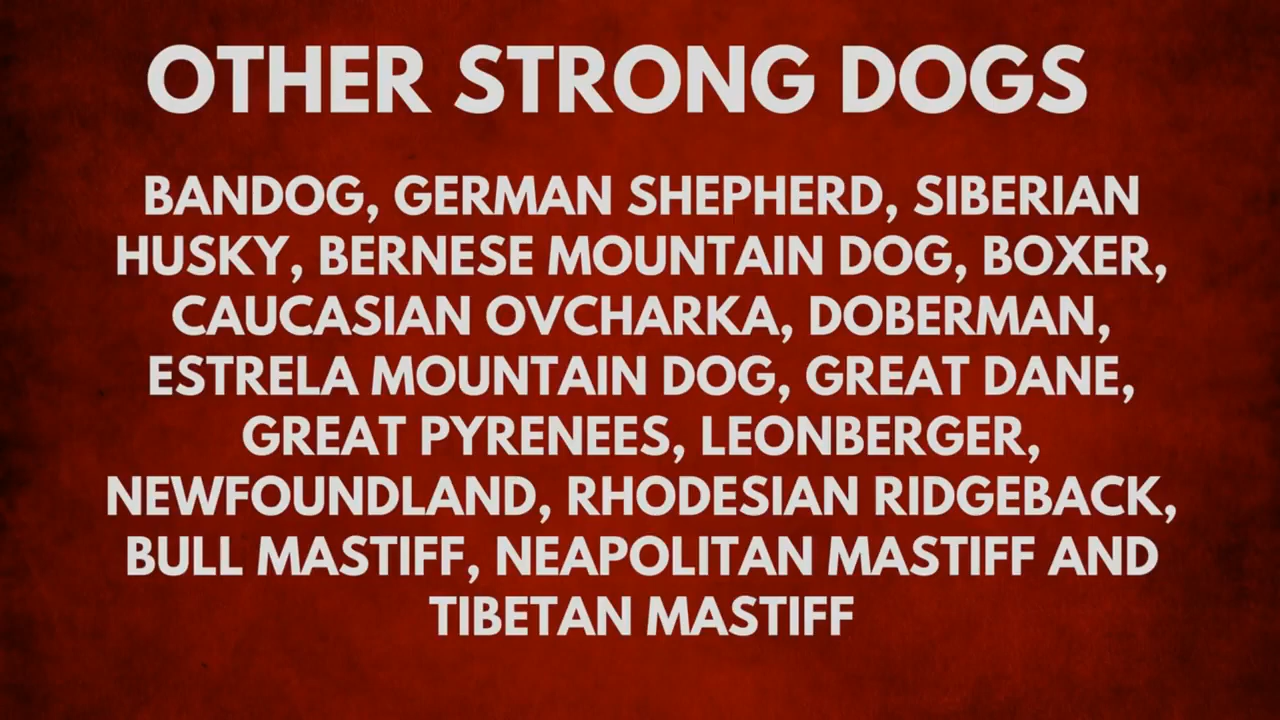 OTHER STRONG DOGS
BANDOG, GERMAN SHEPHERD, SIBERIAN
HUSKY, BERNESE MOUNTAIN DOG, BOXER,
CAUCASIAN OVCHARKA, DOBERMAN,
ESTRELA MOUNTAIN DOG, GREAT DANE,
GREAT PYRENEES, LEONBERGER,
NEWFOUNDLAND, RHODESIAN RIDGEBACK,
BULL MASTIFF, NEAPOLITAN MASTIFF AND
TIBETAN MASTIFF